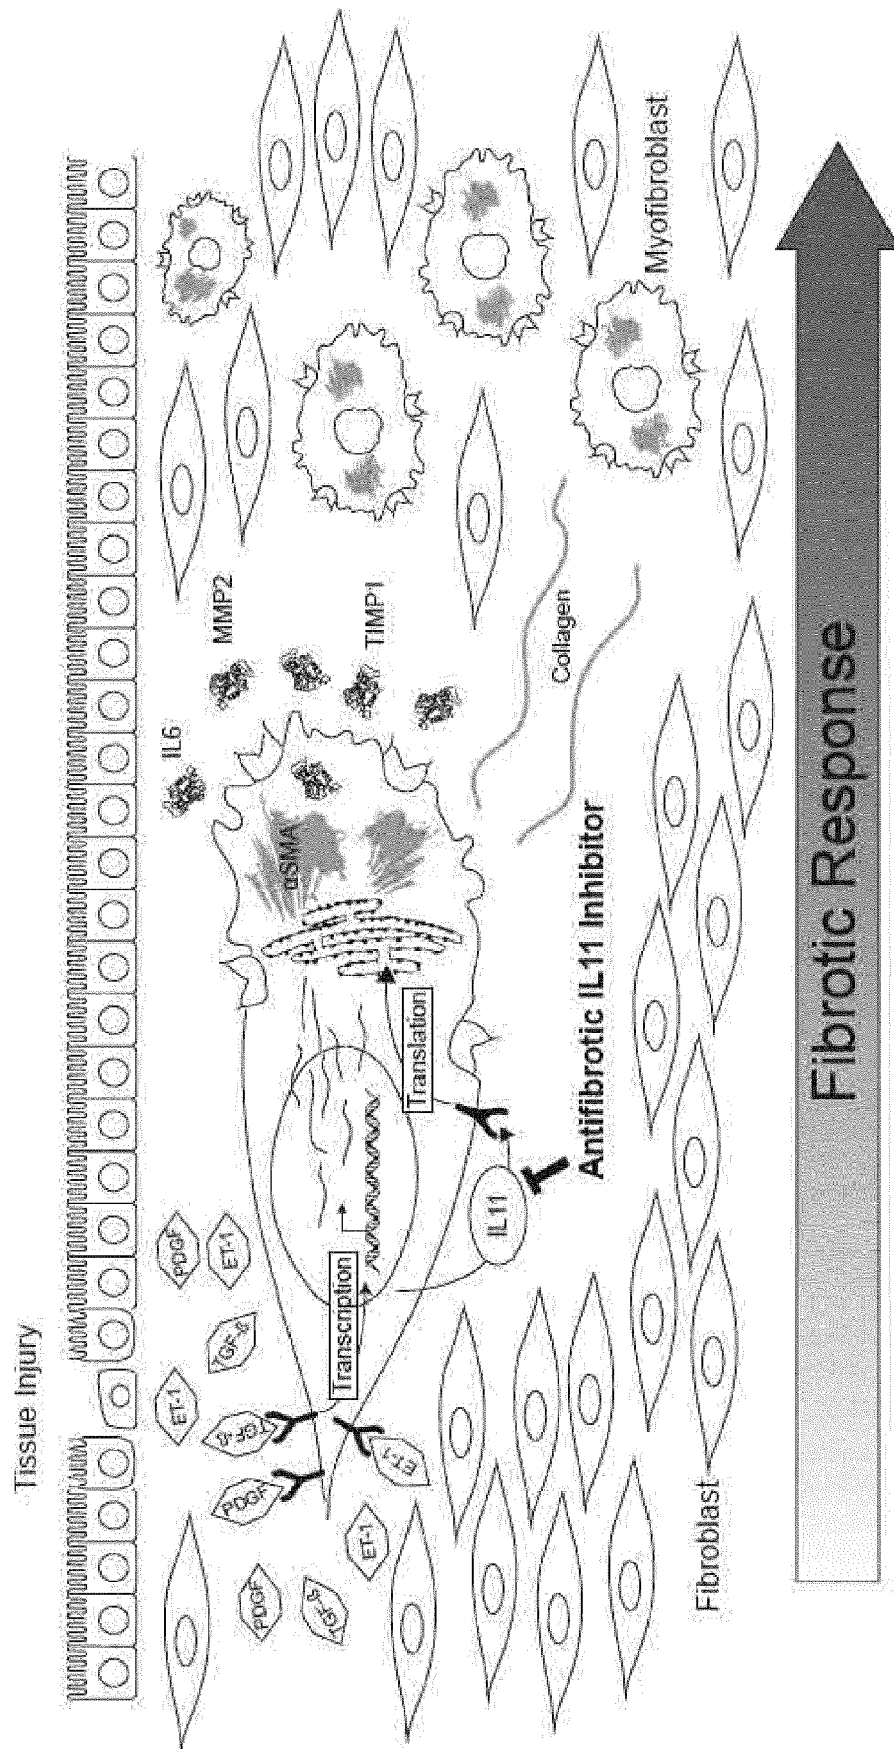 Tissue Injury
ET-1
PDGF
IL6
TGF-β
ET-1
MMP2
PDGF
TGF-β
PDGF
αSMA
TGF-β
Transcription
ET-1
ET-1
TIMP1
Translation
IL11
Collagen
Antifibrotic IL11 Inhibitor
Myofibroblast
Fibroblast
Fibrotic Response